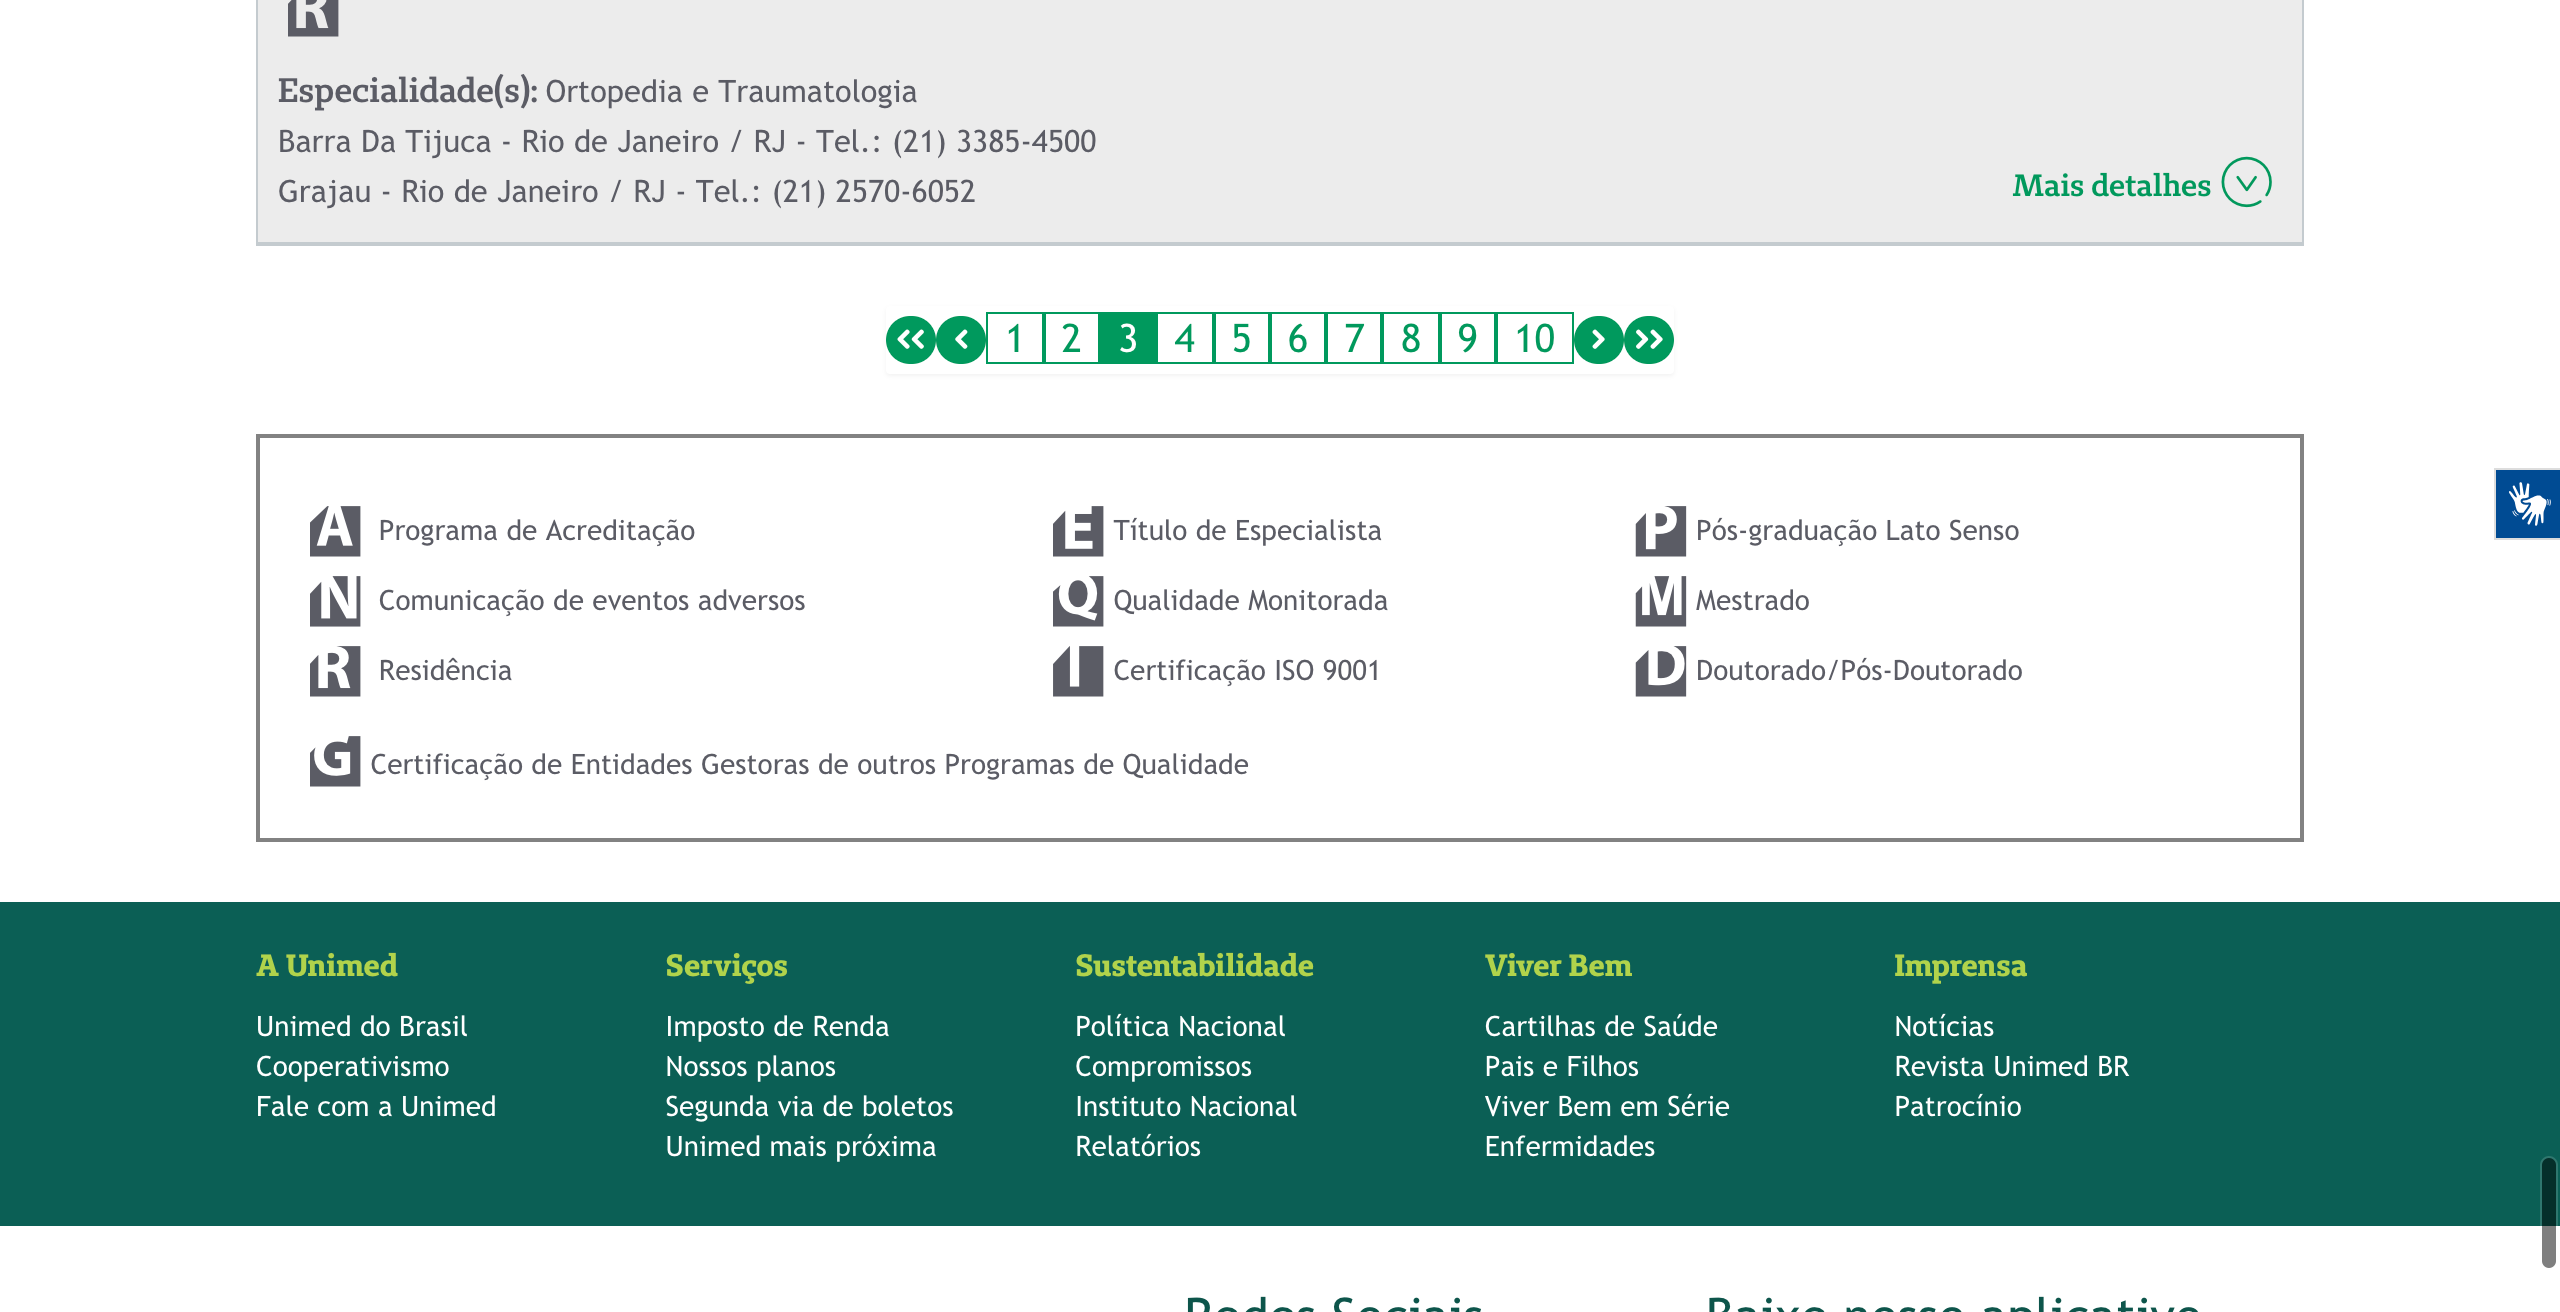 R
Especialidade(s): Ortopedia e Traumatologia
Barra Da Tijuca - Rio de Janeiro / RJ - Tel.: (21) 3385-4500
Grajau - Rio de Janeiro / RJ - Tel.: (21) 2570-6052
Mais detalhes
1 2 3 4 5 6 7 8 9 10
A Programa de Acreditação
E Título de Especialista
P Pós-graduação Lato Senso
N Comunicação de eventos adversos
Q Qualidade Monitorada
M Mestrado
R Residência
I Certificação ISO 9001
D Doutorado/Pós-Doutorado
G Certificação de Entidades Gestoras de outros Programas de Qualidade
A Unimed
Unimed do Brasil
Cooperativismo
Fale com a Unimed
Serviços
Imposto de Renda
Nossos planos
Segunda via de boletos
Unimed mais próxima
Sustentabilidade
Política Nacional
Compromissos
Instituto Nacional
Relatórios
Viver Bem
Cartilhas de Saúde
Pais e Filhos
Viver Bem em Série
Enfermidades
Imprensa
Notícias
Revista Unimed BR
Patrocínio
Redes Sociais
Baixe nosso aplicativo